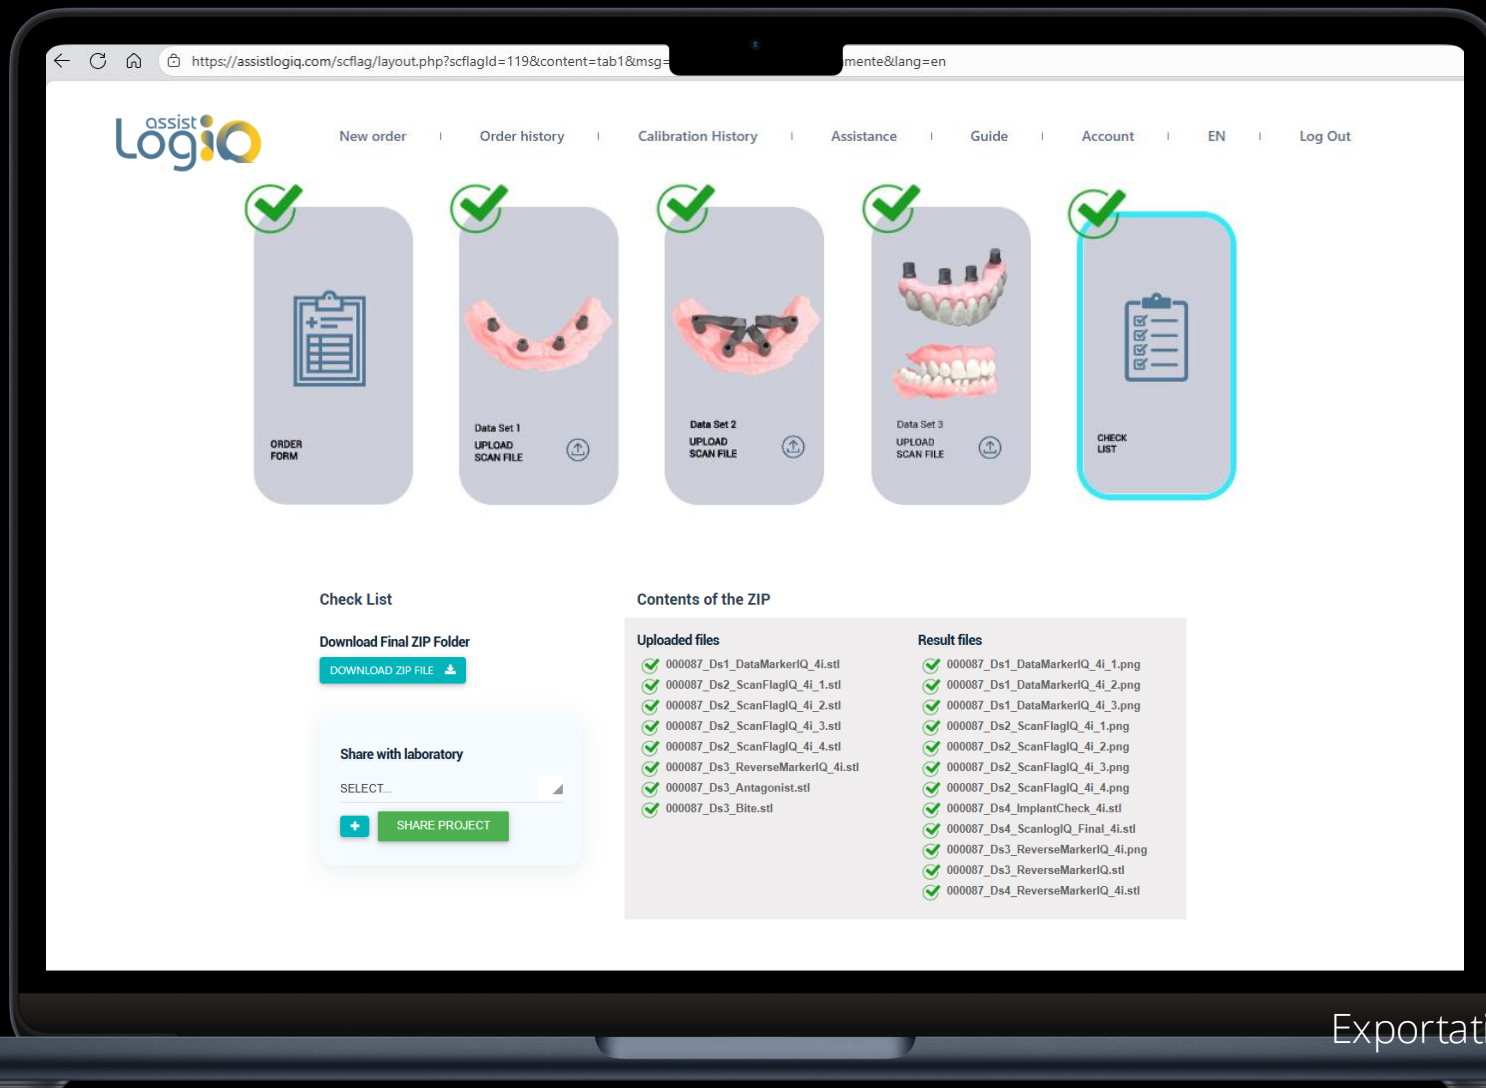 https://assistlogiq.com/scflag/layout.php?scflagId=119&content=tab1&msg=
mente&lang=en
assist
Logiq
New order
Order history
Calibration History
Assistance
Guide
Account
EN
Log Out
ORDER
FORM
Data Set 1
UPLOAD
SCAN FILE
Data Set 2
UPLOAD
SCAN FILE
Data Set 3
UPLOAD
SCAN FILE
CHECK
LIST
Check List
Download Final ZIP Folder
DOWNLOAD ZIP FILE
Share with laboratory
SELECT...
+
SHARE PROJECT
Contents of the ZIP
Uploaded files
000087_Ds1_DataMarkerIQ_4i.stl
000087_Ds2_ScanFlagIQ_4i_1.stl
000087_Ds2_ScanFlagIQ_4i_2.stl
000087_Ds2_ScanFlagIQ_4i_3.stl
000087_Ds2_ScanFlagIQ_4i_4.stl
000087_Ds3_ReverseMarkerIQ_4i.stl
000087_Ds3_Antagonist.stl
000087_Ds3_Bite.stl
Result files
000087_Ds1_DataMarkerIQ_4i_1.png
000087_Ds1_DataMarkerIQ_4i_2.png
000087_Ds1_DataMarkerIQ_4i_3.png
000087_Ds2_ScanFlagIQ_4i_1.png
000087_Ds2_ScanFlagIQ_4i_2.png
000087_Ds2_ScanFlagIQ_4i_3.png
000087_Ds2_ScanFlagIQ_4i_4.png
000087_Ds4_ImplantCheck_4i.stl
000087_Ds4_ScanlogIQ_Final_4i.stl
000087_Ds3_ReverseMarkerIQ_4i.png
000087_Ds3_ReverseMarkerIQ.stl
000087_Ds4_ReverseMarkerIQ_4i.stl
Exportati